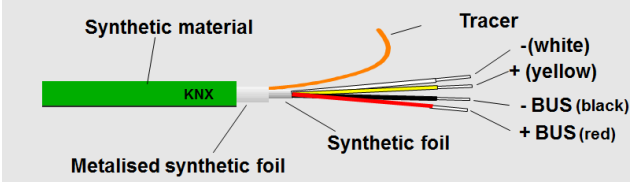 Tracer
Synthetic material
-(white)
+ (yellow)
KNX
- BUS (black)
+ BUS (red)
Synthetic foil
Metalised synthetic foil